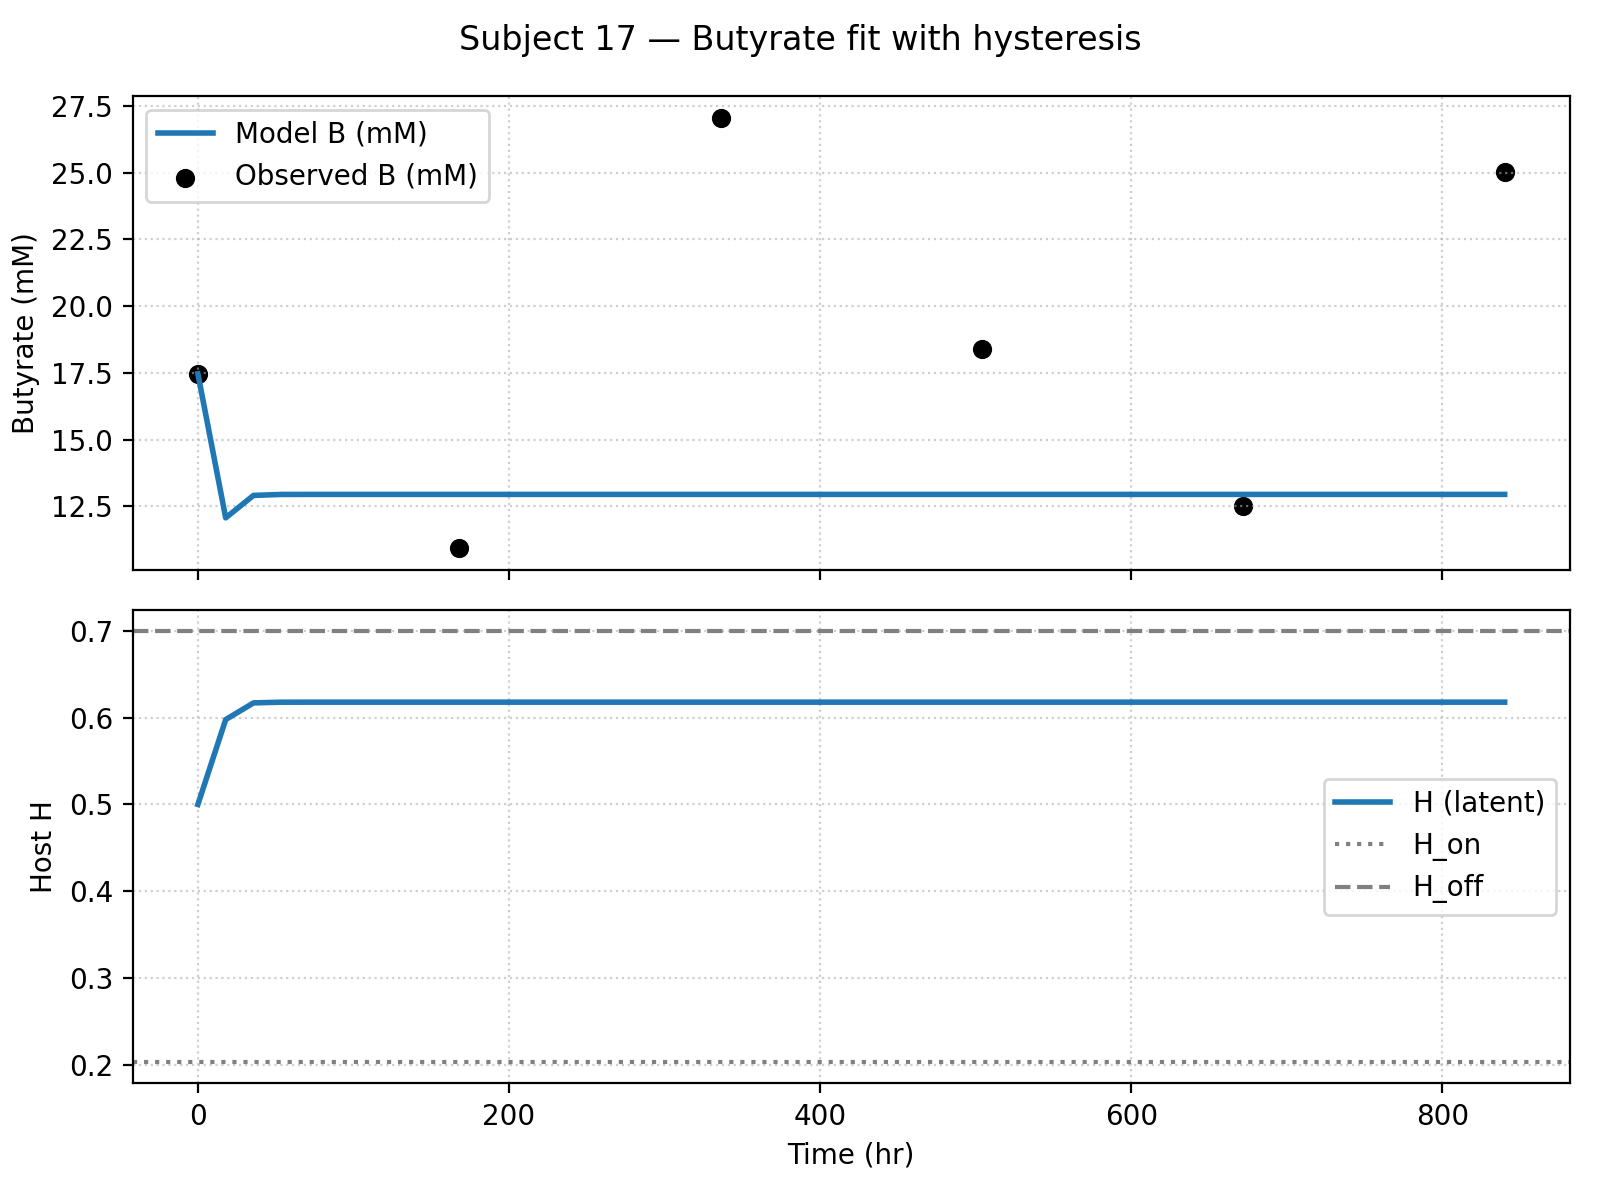 Subject 17 — Butyrate fit with hysteresis
27.5
25.0
22.5
20.0
17.5
15.0
12.5
Butyrate (mM)
Model B (mM)
Observed B (mM)
0.7
0.6
0.5
0.4
0.3
0.2
Host H
H (latent)
H_on
H_off
0 200 400 600 800
Time (hr)